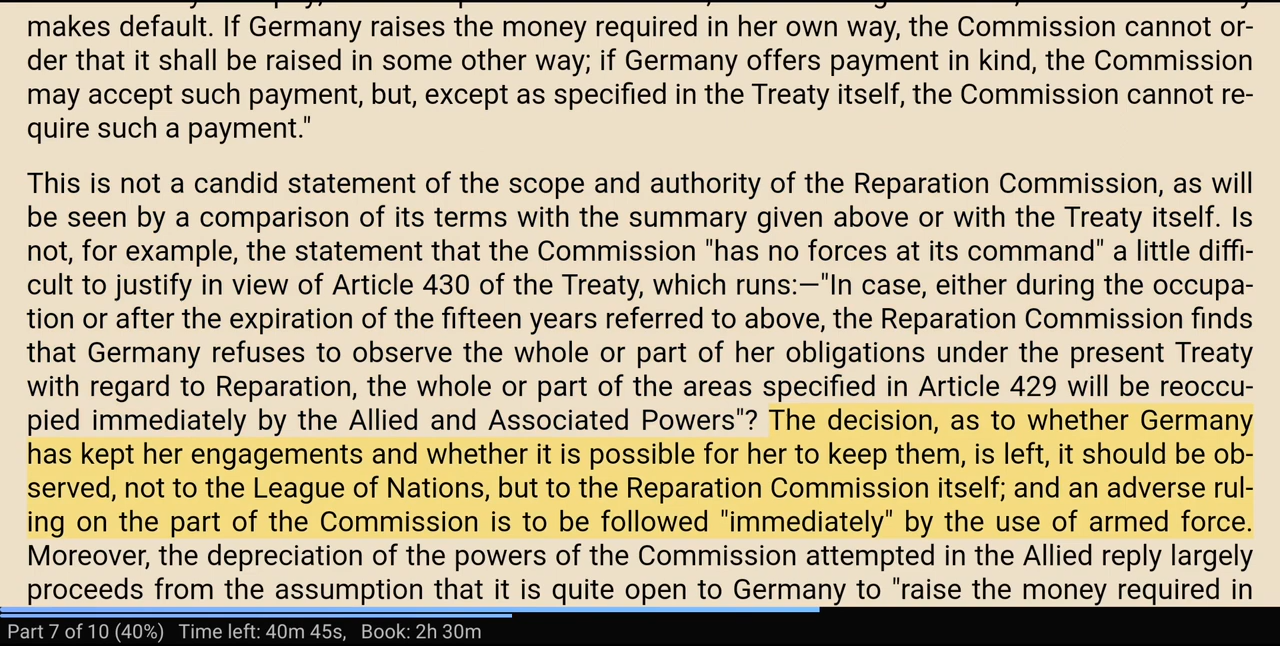 makes default. If Germany raises the money required in her own way, the Commission cannot or-
der that it shall be raised in some other way; if Germany offers payment in kind, the Commission
may accept such payment, but, except as specified in the Treaty itself, the Commission cannot re-
quire such a payment."
This is not a candid statement of the scope and authority of the Reparation Commission, as will
be seen by a comparison of its terms with the summary given above or with the Treaty itself. Is
not, for example, the statement that the Commission "has no forces at its command" a little diffi-
cult to justify in view of Article 430 of the Treaty, which runs:—"In case, either during the occupa-
tion or after the expiration of the fifteen years referred to above, the Reparation Commission finds
that Germany refuses to observe the whole or part of her obligations under the present Treaty
with regard to Reparation, the whole or part of the areas specified in Article 429 will be reoccu-
pied immediately by the Allied and Associated Powers"? The decision, as to whether Germany
has kept her engagements and whether it is possible for her to keep them, is left, it should be ob-
served, not to the League of Nations, but to the Reparation Commission itself; and an adverse rul-
ing on the part of the Commission is to be followed "immediately" by the use of armed force.
Moreover, the depreciation of the powers of the Commission attempted in the Allied reply largely
proceeds from the assumption that it is quite open to Germany to "raise the money required in
Part 7 of 10 (40%) Time left: 40m 45s, Book: 2h 30m